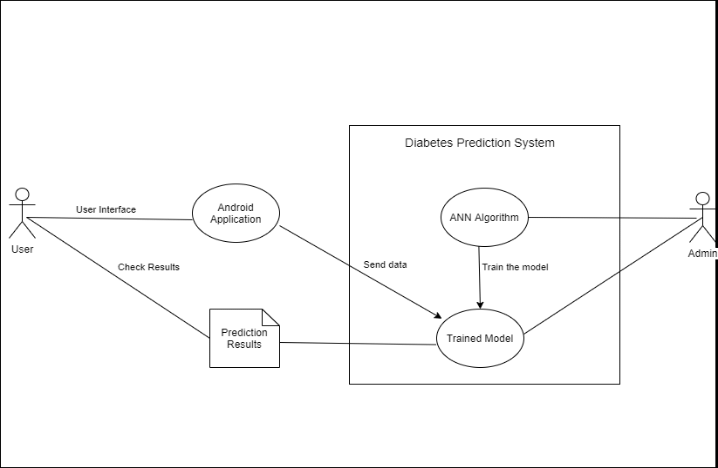 Diabetes Prediction System
User Interface
Android
Application
ANN Algorithm
User
Admin
Check Results
Send data
Train the model
Prediction
Results
Trained Model